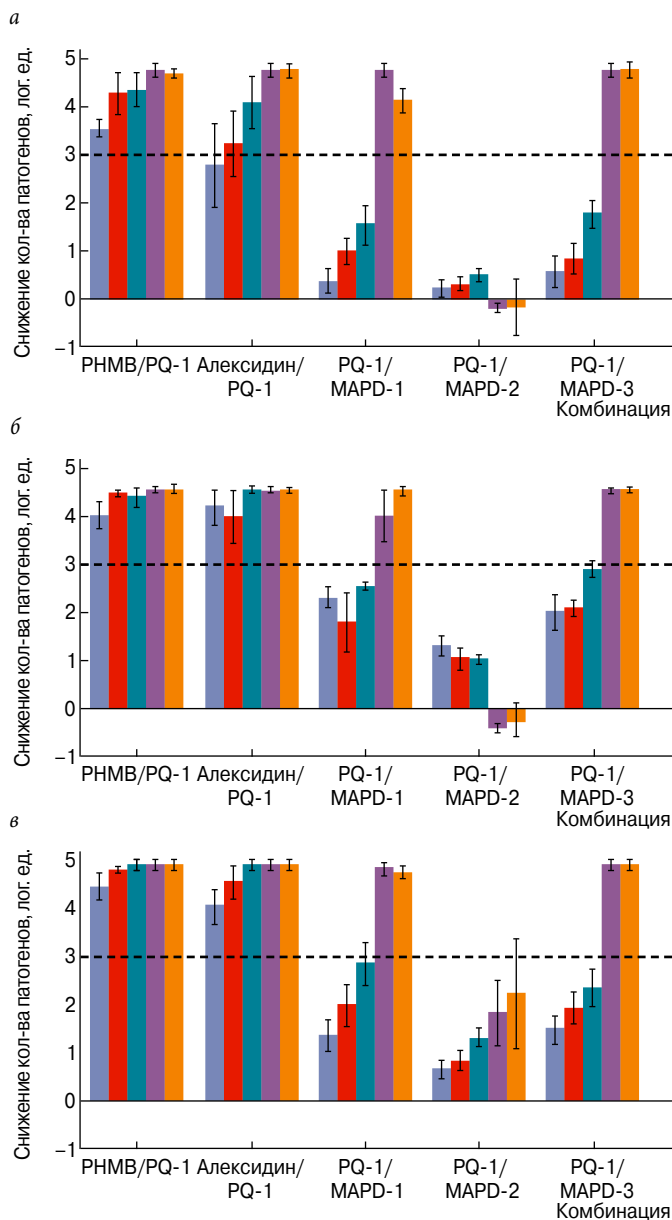 а
Снижение кол-ва патогенов, лог. ед.
5
4
3
2
1
0
–1
PHMB/PQ-1
Алексидин/
PQ-1
PQ-1/
MAPD-1
PQ-1/
MAPD-2
PQ-1/
MAPD-3
Комбинация
б
Снижение кол-ва патогенов, лог. ед.
5
4
3
2
1
0
–1
PHMB/PQ-1
Алексидин/
PQ-1
PQ-1/
MAPD-1
PQ-1/
MAPD-2
PQ-1/
MAPD-3
Комбинация
в
Снижение кол-ва патогенов, лог. ед.
5
4
3
2
1
0
–1
PHMB/PQ-1
Алексидин/
PQ-1
PQ-1/
MAPD-1
PQ-1/
MAPD-2
PQ-1/
MAPD-3
Комбинация